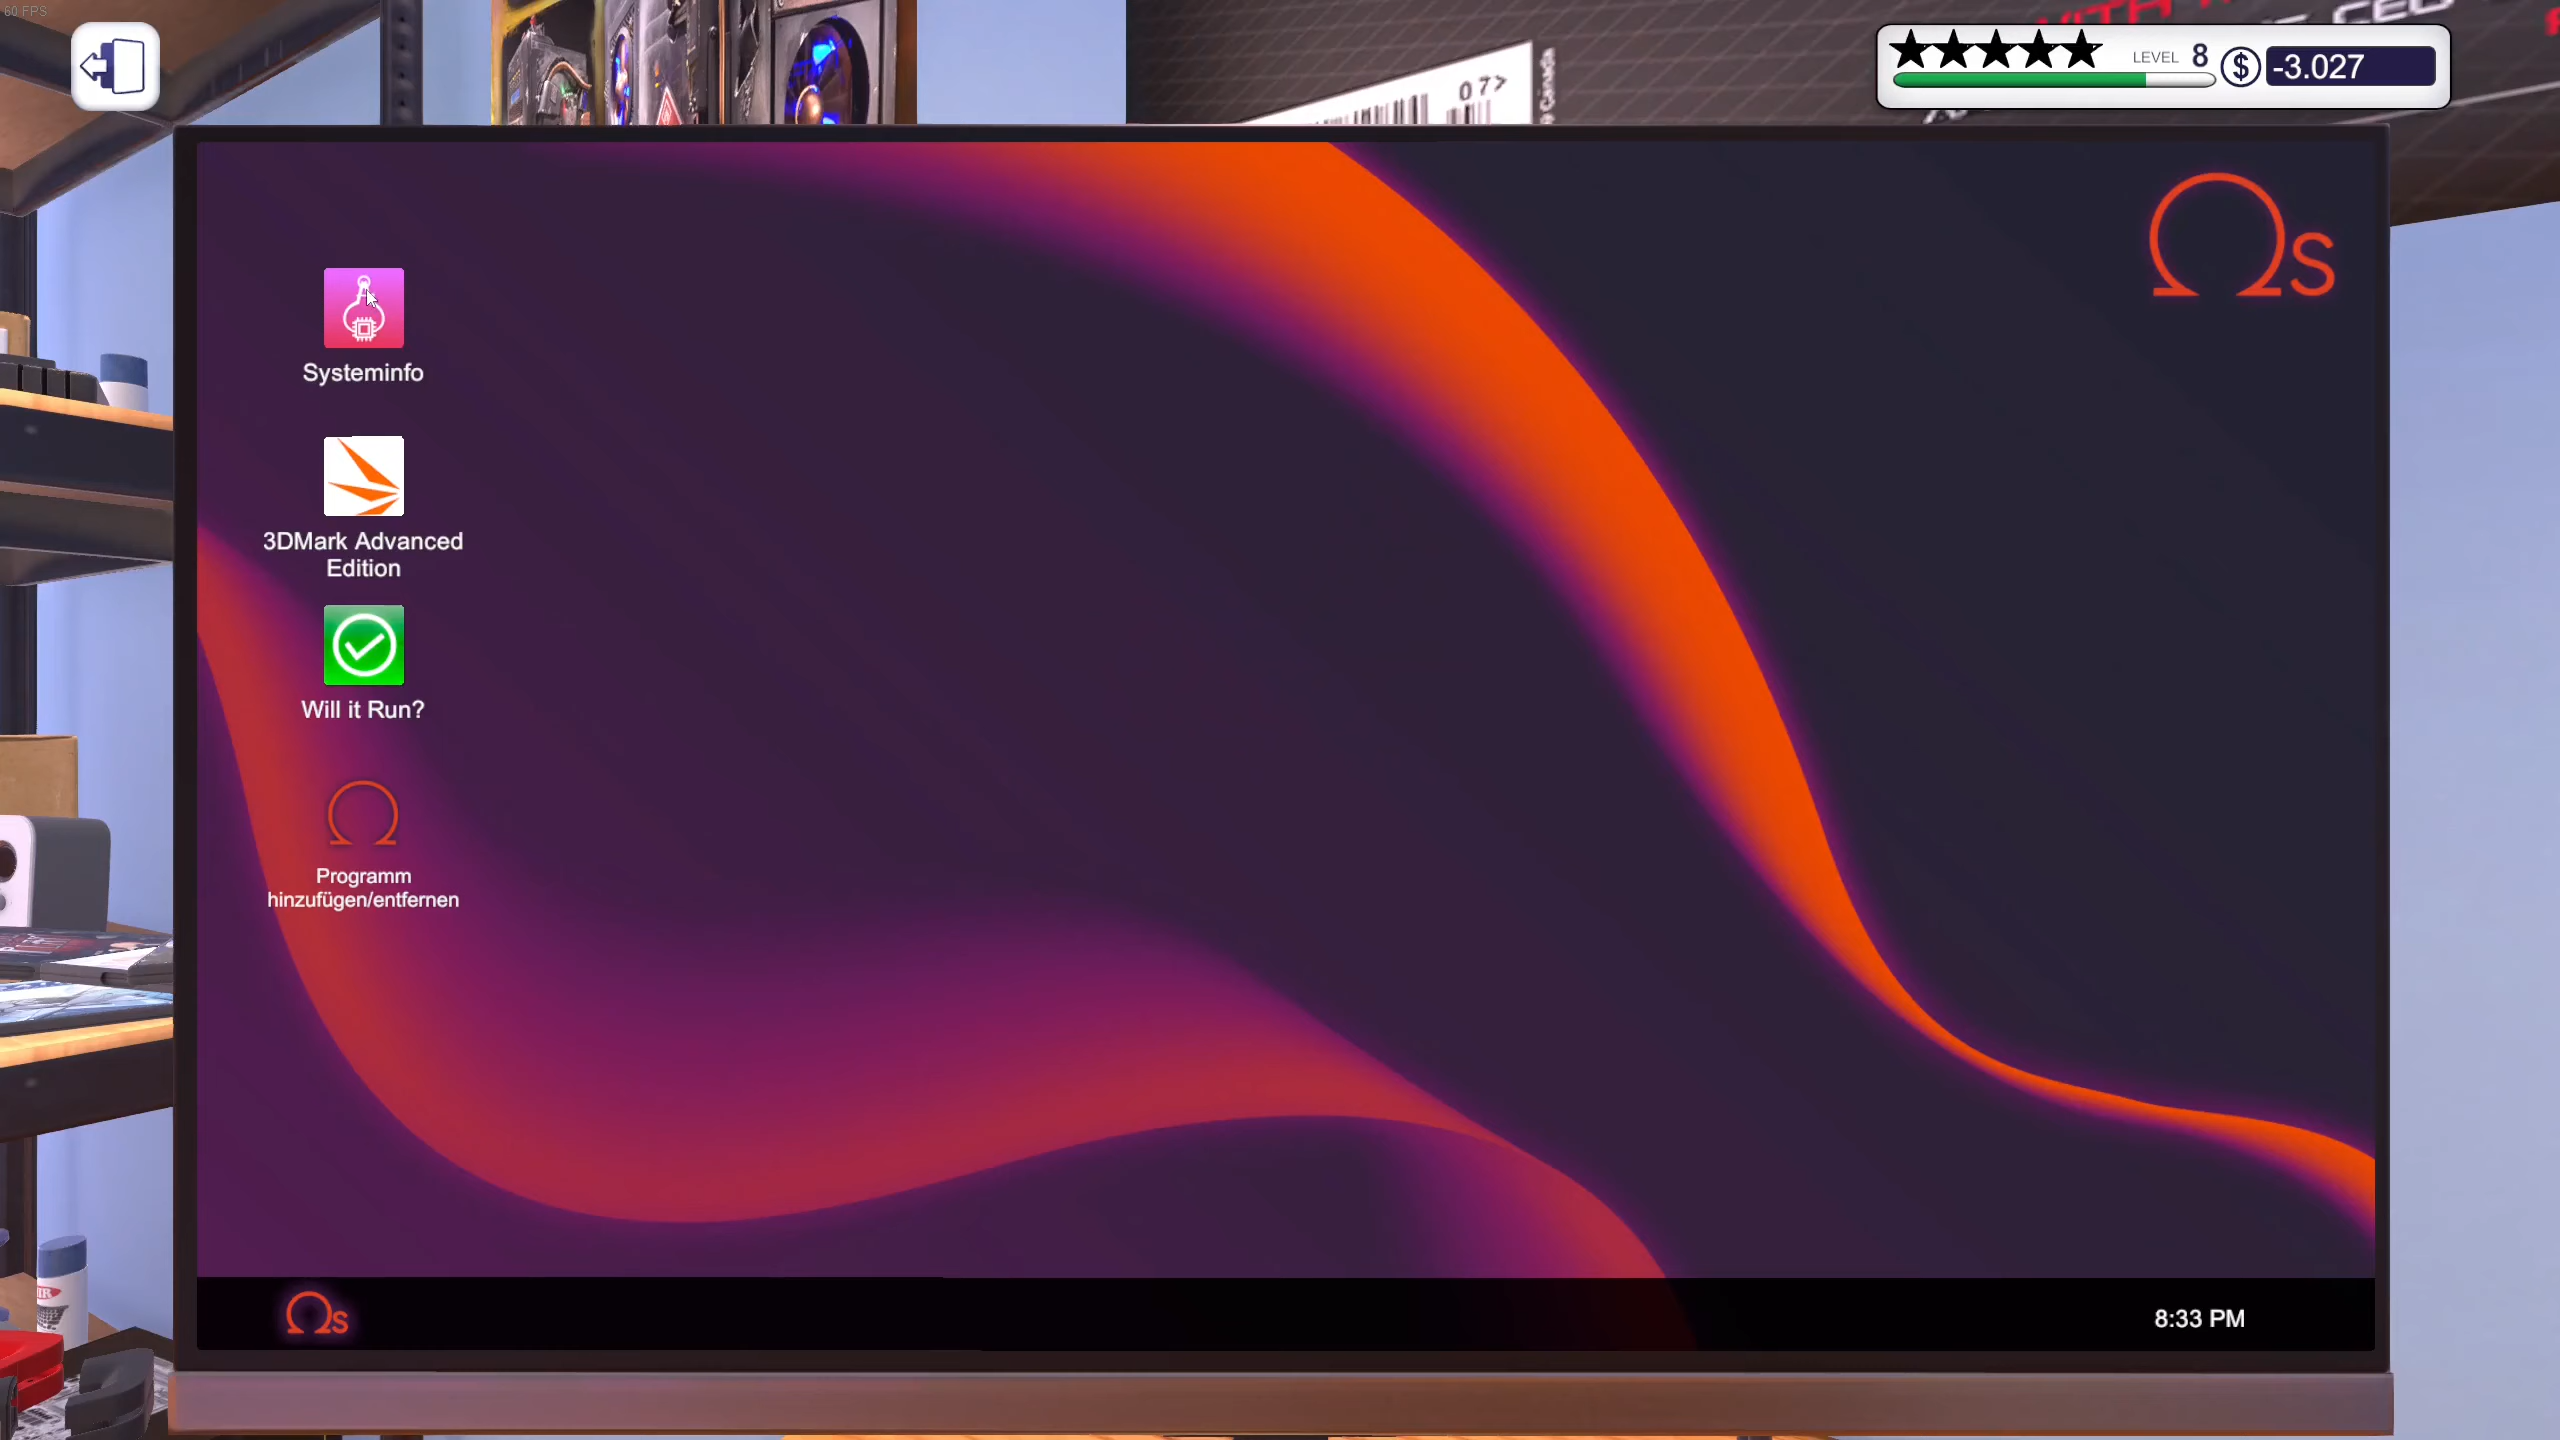 60 FPS
07>
LEVEL 8
$ -3.027
Ωs
Systeminfo
3DMark Advanced
Edition
Will it Run?
Programm
hinzufügen/entfernen
Ωs
8:33 PM